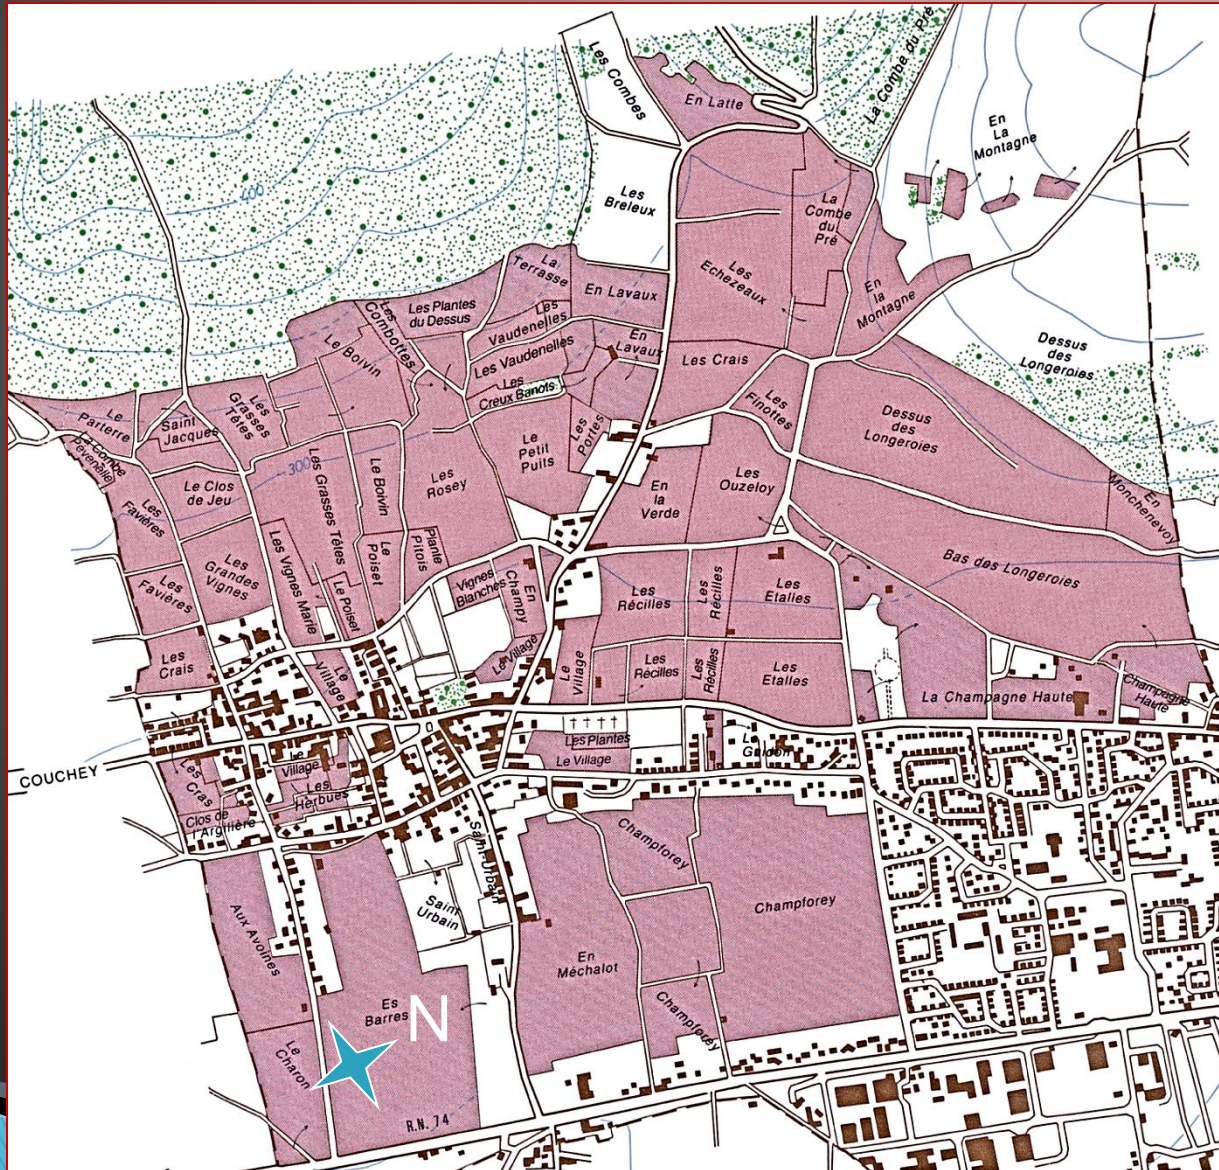 Les Combes
En Latte
La Combe du Pré
En
La
Montagne
400
Les
Breleux
La
Combe
du
Pré
La
Terrasse
En Lavaux
Les
Echezeaux
En
la
Montagne
Les Plantes
du Dessus
Les
Combottes
Les
Vaudenelles
Le Boivin
Les Vaudenelles
En
Lavaux
Les Crais
Dessus
des
Longeroies
Les
Creux Banots
Les
Finottes
Dessus
des
Longeroies
Le
Patterre
Saint
Jacques
Les
Grasses
Têtes
Les
Portes
Le
Petit
Puits
La Combe
Pévenelle
300
Le Clos
de Jeu
Les Grasses Têtes
Le Boivin
Les
Rosey
En
la
Verde
Les
Ouzeloy
En
Monchenevoy
Les
Favières
Les
Favières
Les
Grandes
Vignes
Les Vignes Marie
Le Poiset
Le
Poiset
Plante
Pitois
Vignes
Blanches
En
Champy
Les
Récilles
Les
Récilles
Les
Etalles
Bas des Longeroies
Les
Crais
Le
Village
Le Village
Le
Village
Les
Récilles
Les
Récilles
Les
Etalles
La Champagne Haute
Champagne
Haute
COUCHEY
Les
Cras
Le
Village
Les
Herbues
Clos de
l'Argillière
Les Plantes
Le Village
Le
Guidon
Saint-Urbain
Saint
Urbain
Champforey
Champforey
Aux Avoines
En
Méchalot
Es
Barres
N
Champforey
Le
Charon
R.N. 74